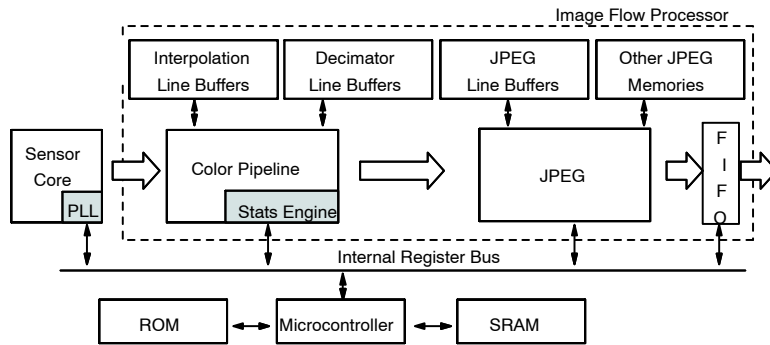 Image Flow Processor
Interpolation
Line Buffers
Decimator
Line Buffers
JPEG
Line Buffers
Other JPEG
Memories
Sensor
Core
PLL
Color Pipeline
Stats Engine
JPEG
F
I
F
O
Internal Register Bus
ROM
Microcontroller
SRAM